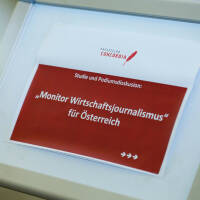 PRESSECLUB
CONCORDIA
Studie und Podiumsdiskussion:
„Monitor Wirtschaftsjournalismus“
für Österreich